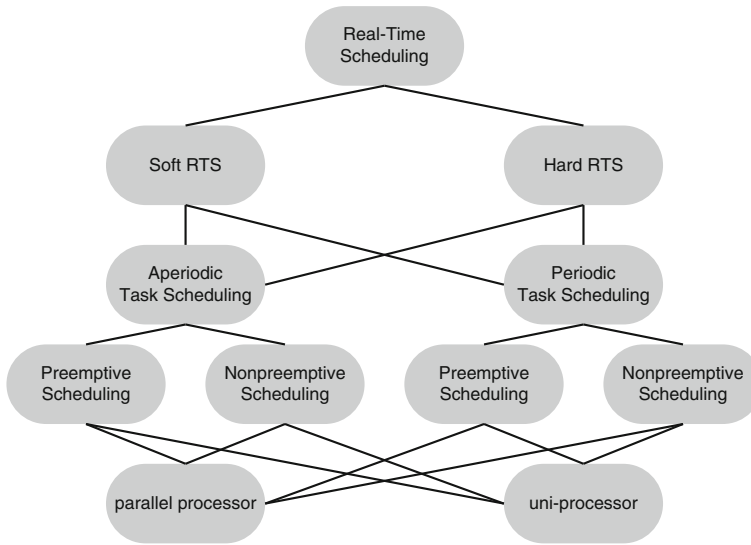 Real-Time
Scheduling
Soft RTS
Hard RTS
Aperiodic
Task Scheduling
Periodic
Task Scheduling
Preemptive
Scheduling
Nonpreemptive
Scheduling
Preemptive
Scheduling
Nonpreemptive
Scheduling
parallel processor
uni-processor